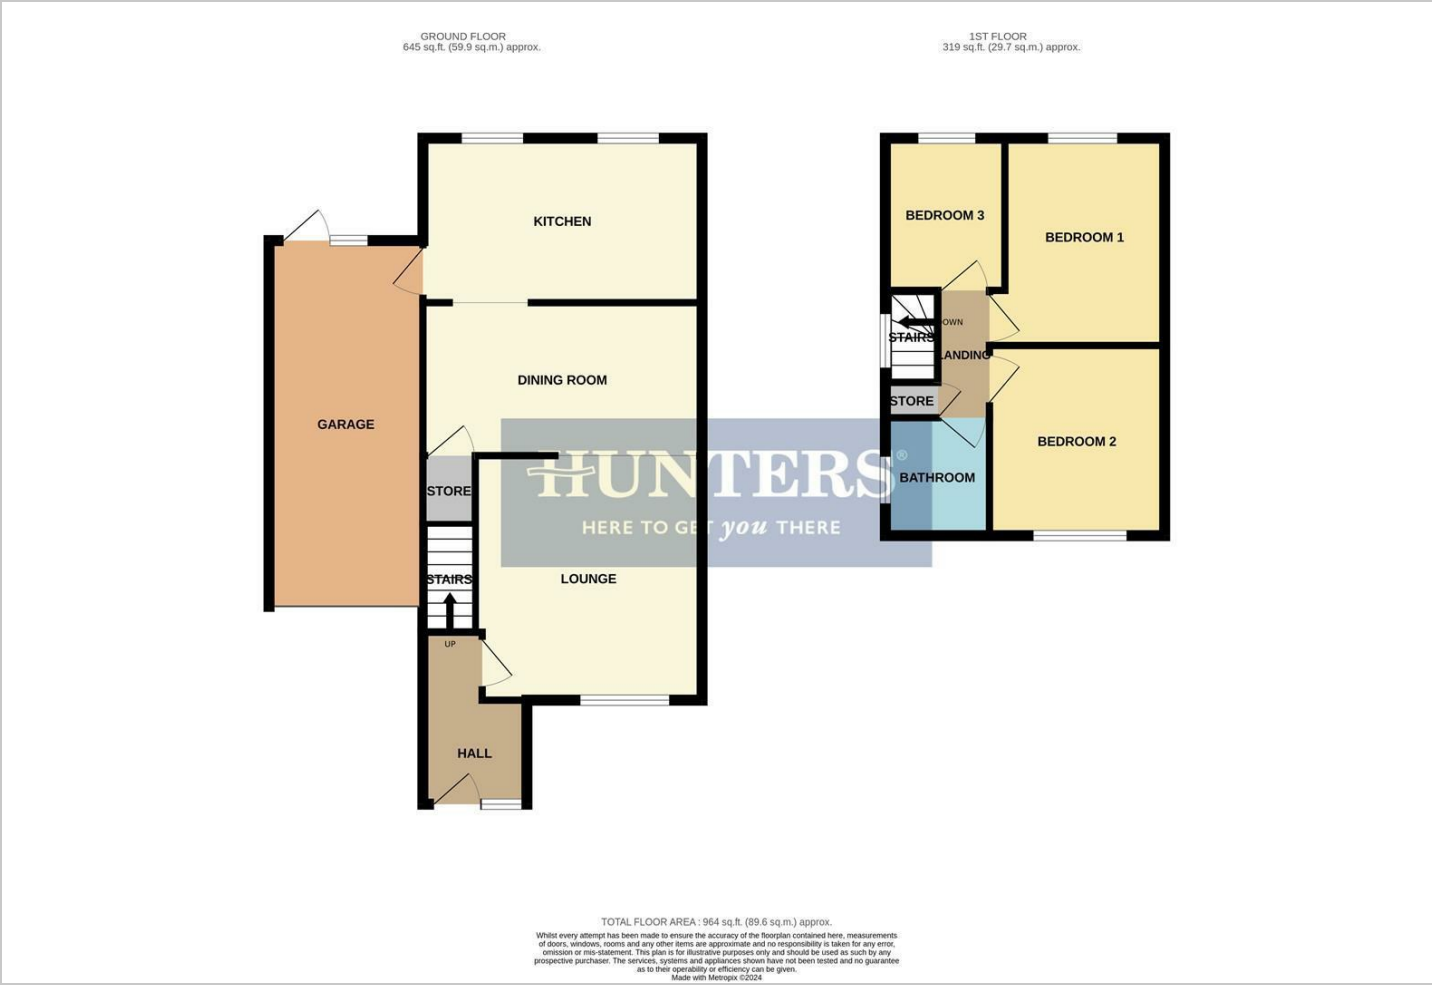 GROUND FLOOR
645 sq.ft. (59.9 sq.m.) approx.
1ST FLOOR
319 sq.ft. (29.7 sq.m.) approx.
KITCHEN
DINING ROOM
GARAGE
STORE
STAIRS
LOUNGE
UP
HALL
BEDROOM 3
BEDROOM 1
DOWN
STAIRS
LANDING
STORE
BEDROOM 2
BATHROOM
HUNTERS®
HERE TO GET you THERE
TOTAL FLOOR AREA : 964 sq.ft. (89.6 sq.m.) approx.
Whilst every attempt has been made to ensure the accuracy of the floorplan contained here, measurements
of doors, windows, rooms and any other items are approximate and no responsibility is taken for any error,
omission or mis-statement. This plan is for illustrative purposes only and should be used as such by any
prospective purchaser. The services, systems and appliances shown have not been tested and no guarantee
as to their operability or efficiency can be given.
Made with Metropix ©2024